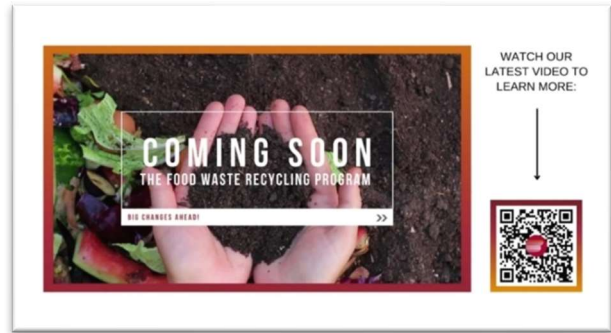 COMING SOON
THE FOOD WASTE RECYCLING PROGRAM
BIG CHANGES AHEAD! >>
WATCH OUR
LATEST VIDEO TO
LEARN MORE: